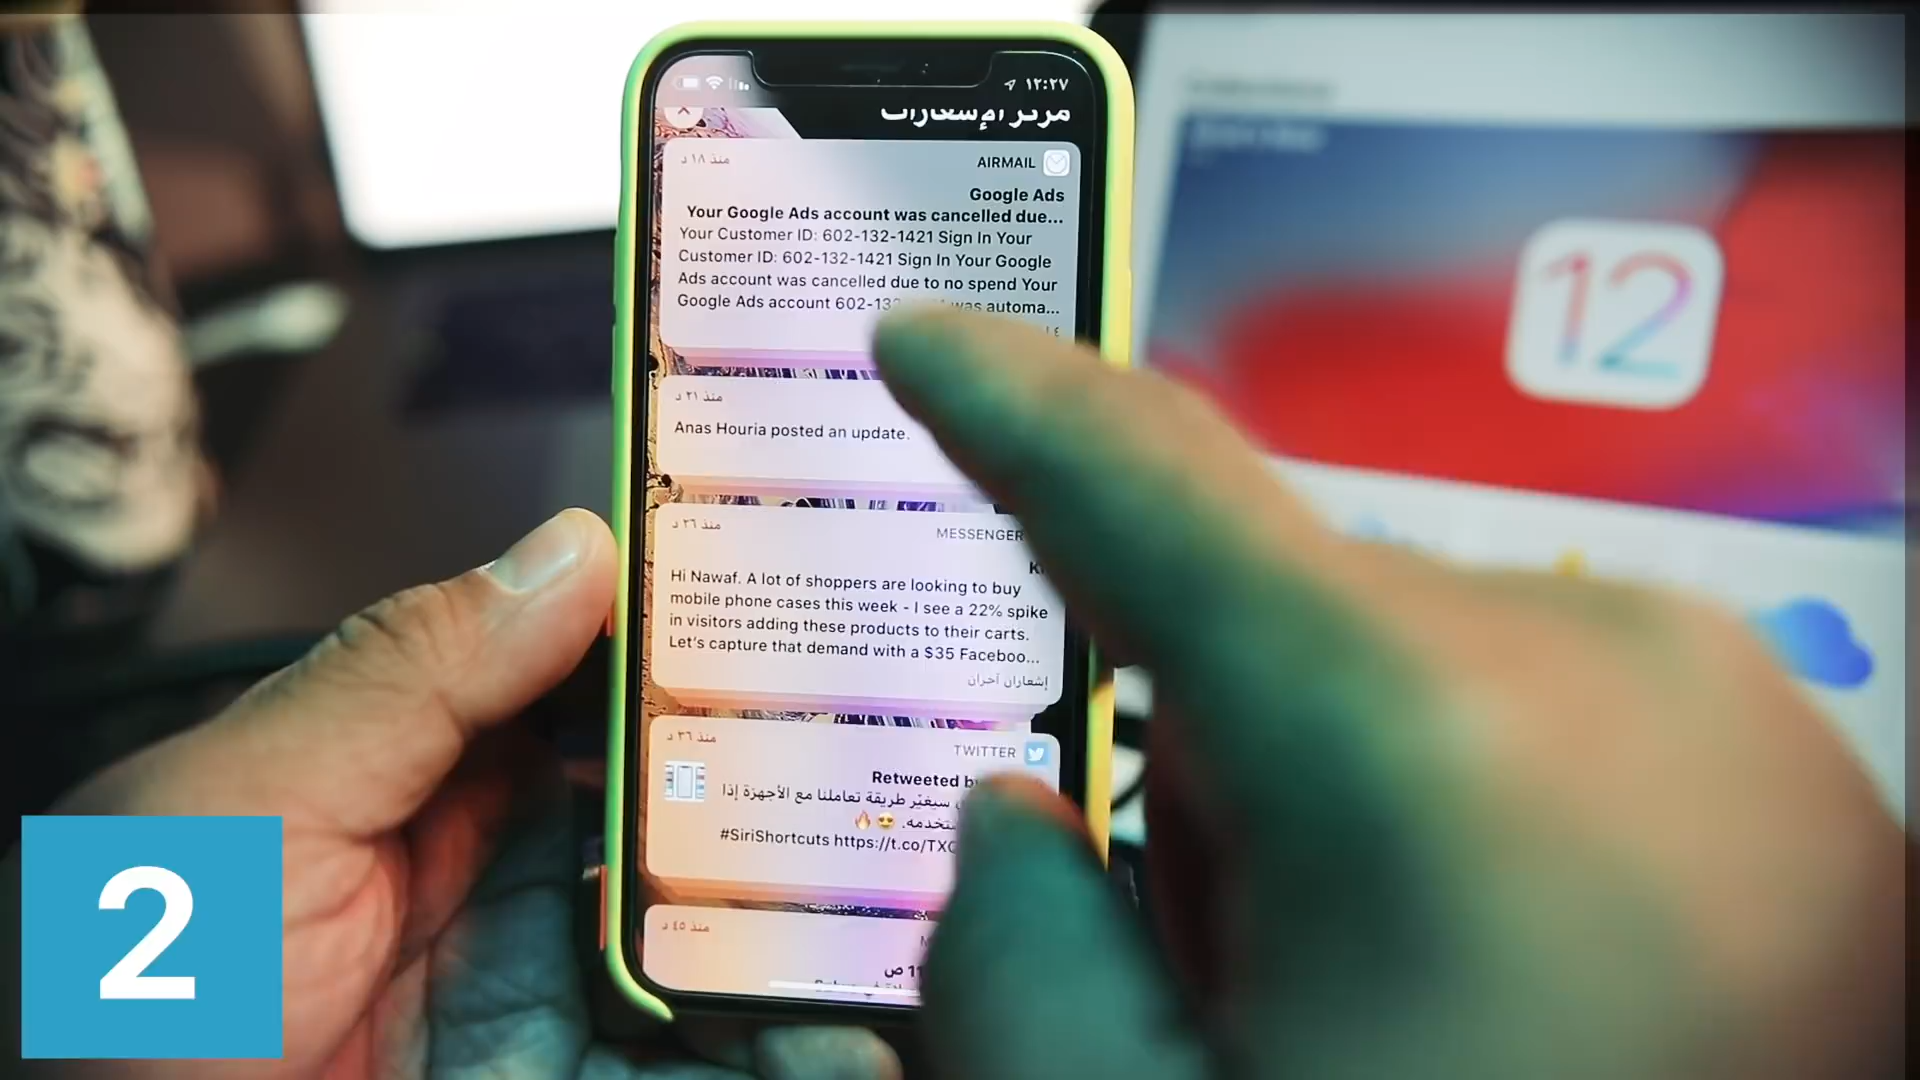 ١٢:٢٧
مركز الإشعارات
AIRMAIL
منذ ١٨ د
Google Ads
Your Google Ads account was cancelled due...
Your Customer ID: 602-132-1421 Sign In Your
Customer ID: 602-132-1421 Sign In Your Google
Ads account was cancelled due to no spend Your
Google Ads account 602-132 was automa...
منذ ٢١ د
Anas Houria posted an update.
MESSENGER
منذ ٢٦ د
Hi Nawaf. A lot of shoppers are looking to buy
mobile phone cases this week - I see a 22% spike
in visitors adding these products to their carts.
Let's capture that demand with a $35 Faceboo...
إشعاران آخران
TWITTER
منذ ٣٦ د
Retweeted by
سيغيّر طريقة تعاملنا مع الأجهزة إذا
#SiriShortcuts https://t.co/TX
منذ ٤٥ د
ص
12
2